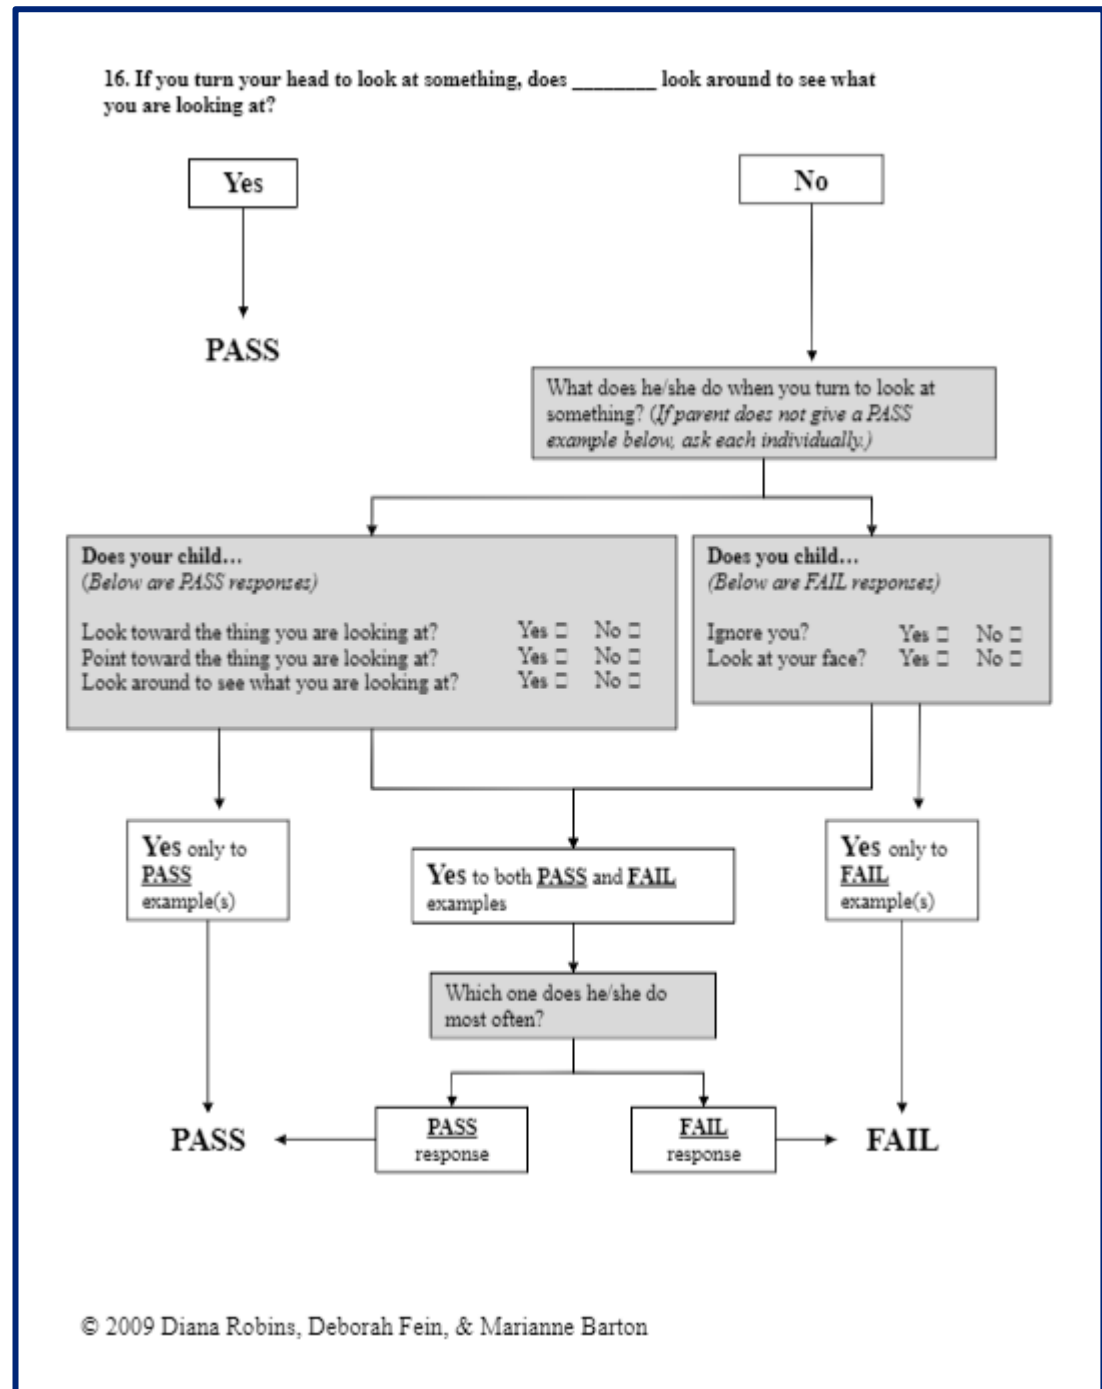 16. If you turn your head to look at something, does ________ look around to see what
you are looking at?
Yes
No
PASS
What does he/she do when you turn to look at
something? (If parent does not give a PASS
example below, ask each individually.)
Does your child...
(Below are PASS responses)
Look toward the thing you are looking at? Yes □ No □
Point toward the thing you are looking at? Yes □ No □
Look around to see what you are looking at? Yes □ No □
Does you child...
(Below are FAIL responses)
Ignore you? Yes □ No □
Look at your face? Yes □ No □
Yes only to
PASS
example(s)
Yes to both PASS and FAIL
examples
Yes only to
FAIL
example(s)
Which one does he/she do
most often?
PASS
PASS
response
FAIL
response
FAIL
© 2009 Diana Robins, Deborah Fein, & Marianne Barton